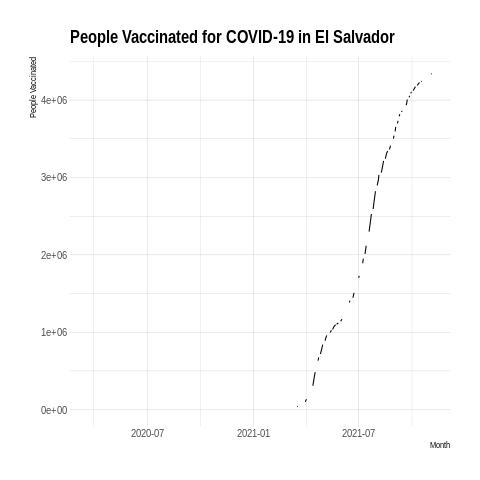 People Vaccinated for COVID-19 in El Salvador
People Vaccinated
4e+06
3e+06
2e+06
1e+06
0e+00
2020-07 2021-01 2021-07
Month